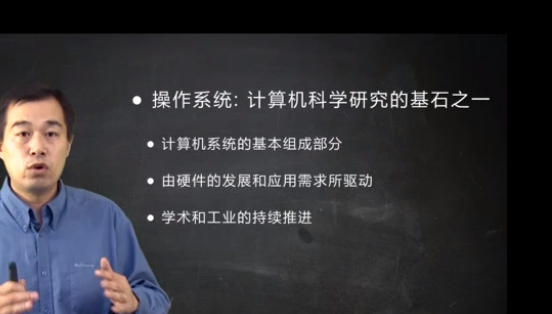 操作系统: 计算机科学研究的基石之一
计算机系统的基本组成部分
由硬件的发展和应用需求所驱动
学术和工业的持续推进